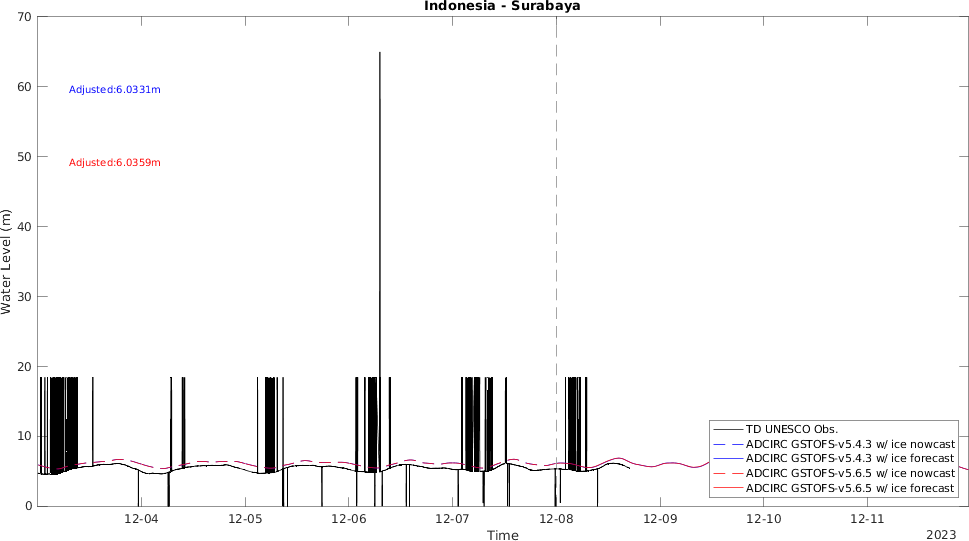 Indonesia - Surabaya
70
60
50
40
30
20
10
0
Water Level (m)
Adjusted:6.0331m
Adjusted:6.0359m
TD UNESCO Obs.
ADCIRC GSTOFS-v5.4.3 w/ ice nowcast
ADCIRC GSTOFS-v5.4.3 w/ ice forecast
ADCIRC GSTOFS-v5.6.5 w/ ice nowcast
ADCIRC GSTOFS-v5.6.5 w/ ice forecast
12-04 12-05 12-06 12-07 12-08 12-09 12-10 12-11
Time
2023